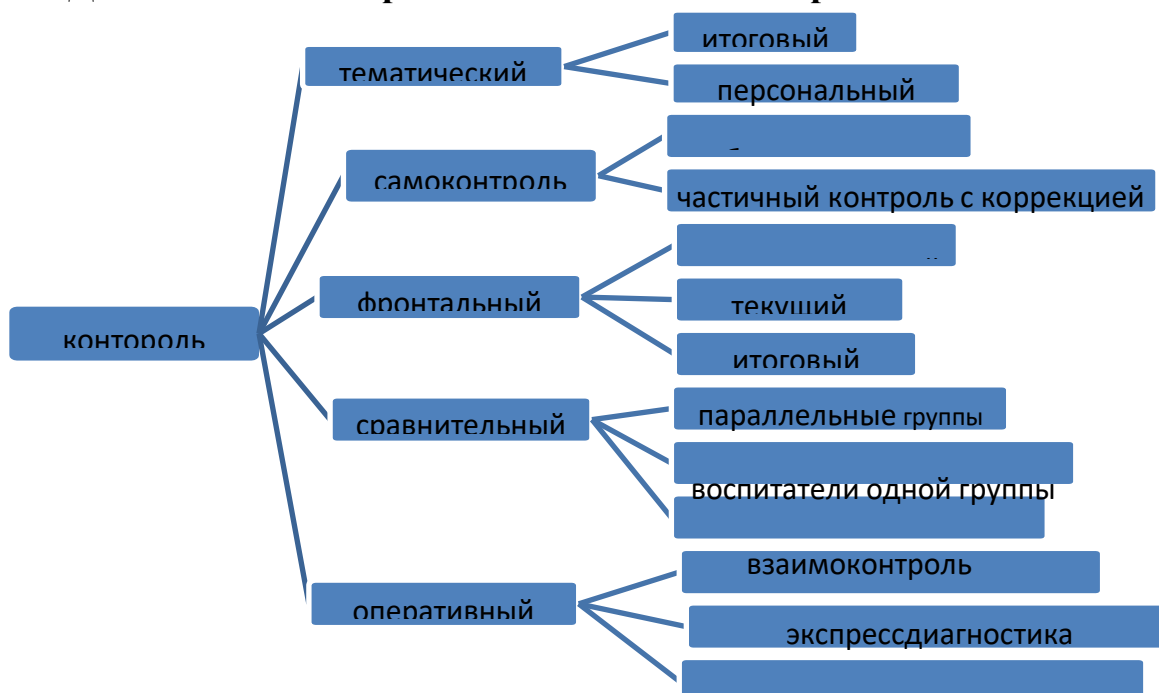 тематический
итоговый
персональный
самоконтроль
частичный контроль с коррекцией
фронтальный
текущий
итоговый
контороль
сравнительный
параллельные группы
воспитатели одной группы
оперативный
взаимоконтроль
экспрессдиагностика